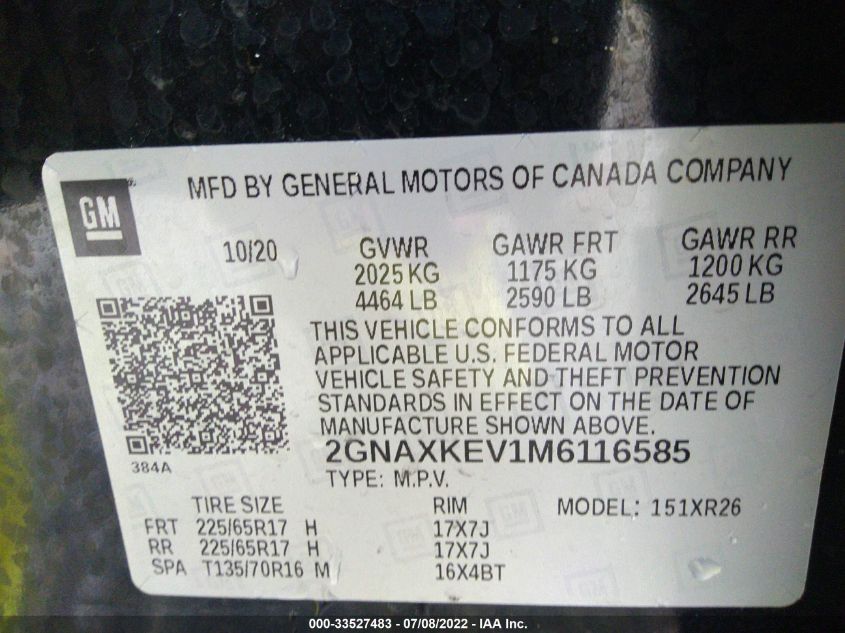 GM
MFD BY GENERAL MOTORS OF CANADA COMPANY
10/20 GVWR GAWR FRT GAWR RR
2025 KG 1175 KG 1200 KG
4464 LB 2590 LB 2645 LB
THIS VEHICLE CONFORMS TO ALL
APPLICABLE U.S. FEDERAL MOTOR
VEHICLE SAFETY AND THEFT PREVENTION
STANDARDS IN EFFECT ON THE DATE OF
MANUFACTURE SHOWN ABOVE.
2GNAXKEV1M6116585
384A
TYPE: M.P.V.
TIRE SIZE RIM MODEL: 151XR26
FRT 225/65R17 H 17X7J
RR 225/65R17 H 17X7J
SPA T135/70R16 M 16X4BT
000-33527483 - 07/08/2022 - IAA Inc.